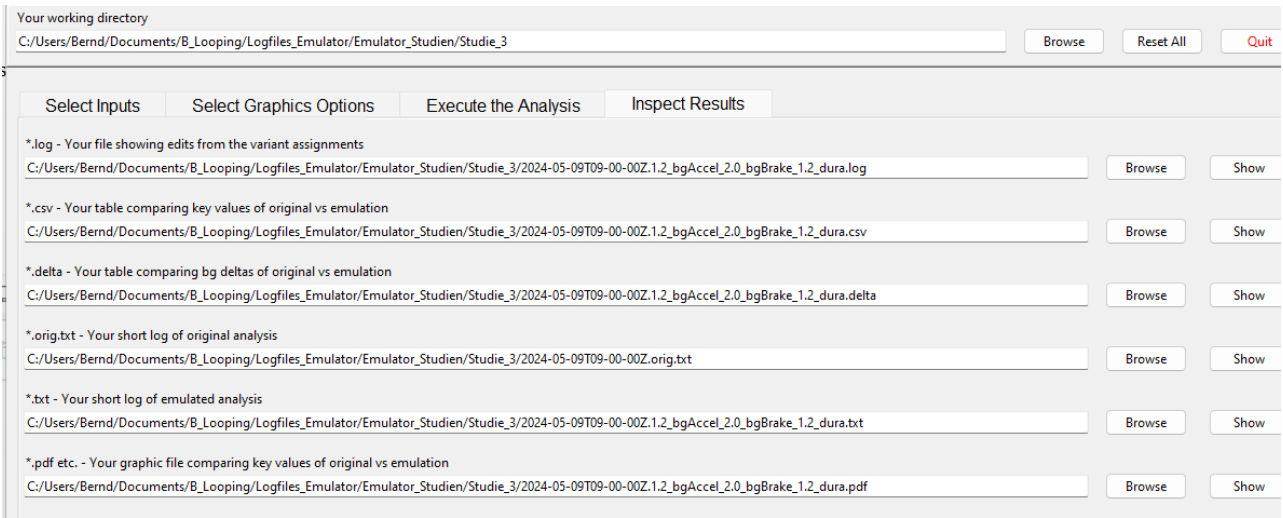 Your working directory
C:/Users/Bernd/Documents/B_Looping/Logfiles_Emulator/Emulator_Studien/Studie_3 Browse Reset All Quit
Select Inputs Select Graphics Options Execute the Analysis Inspect Results
*.log - Your file showing edits from the variant assignments
C:/Users/Bernd/Documents/B_Looping/Logfiles_Emulator/Emulator_Studien/Studie_3/2024-05-09T09-00-00Z.1.2_bgAccel_2.0_bgBrake_1.2_dura.log Browse Show
*.csv - Your table comparing key values of original vs emulation
C:/Users/Bernd/Documents/B_Looping/Logfiles_Emulator/Emulator_Studien/Studie_3/2024-05-09T09-00-00Z.1.2_bgAccel_2.0_bgBrake_1.2_dura.csv Browse Show
*.delta - Your table comparing bg deltas of original vs emulation
C:/Users/Bernd/Documents/B_Looping/Logfiles_Emulator/Emulator_Studien/Studie_3/2024-05-09T09-00-00Z.1.2_bgAccel_2.0_bgBrake_1.2_dura.delta Browse Show
*.orig.txt - Your short log of original analysis
C:/Users/Bernd/Documents/B_Looping/Logfiles_Emulator/Emulator_Studien/Studie_3/2024-05-09T09-00-00Z.orig.txt Browse Show
*.txt - Your short log of emulated analysis
C:/Users/Bernd/Documents/B_Looping/Logfiles_Emulator/Emulator_Studien/Studie_3/2024-05-09T09-00-00Z.1.2_bgAccel_2.0_bgBrake_1.2_dura.txt Browse Show
*.pdf etc. - Your graphic file comparing key values of original vs emulation
C:/Users/Bernd/Documents/B_Looping/Logfiles_Emulator/Emulator_Studien/Studie_3/2024-05-09T09-00-00Z.1.2_bgAccel_2.0_bgBrake_1.2_dura.pdf Browse Show